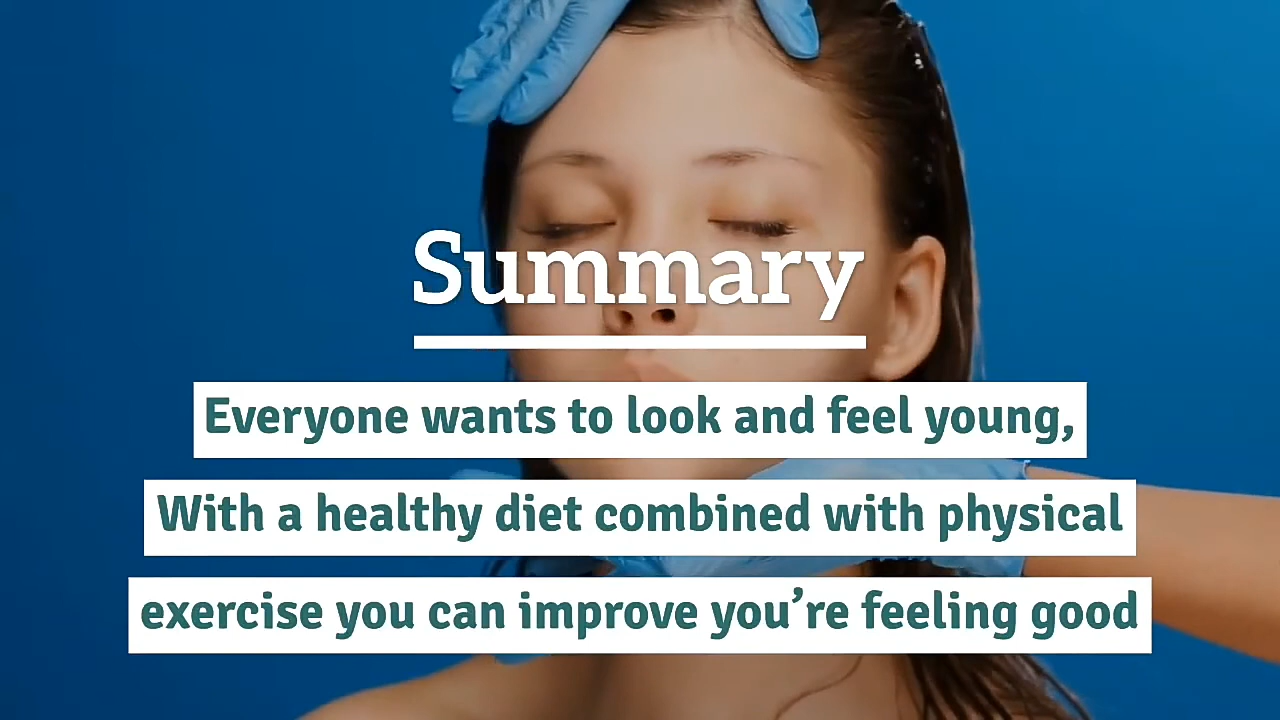 Summary
Everyone wants to look and feel young,
With a healthy diet combined with physical
exercise you can improve you’re feeling good